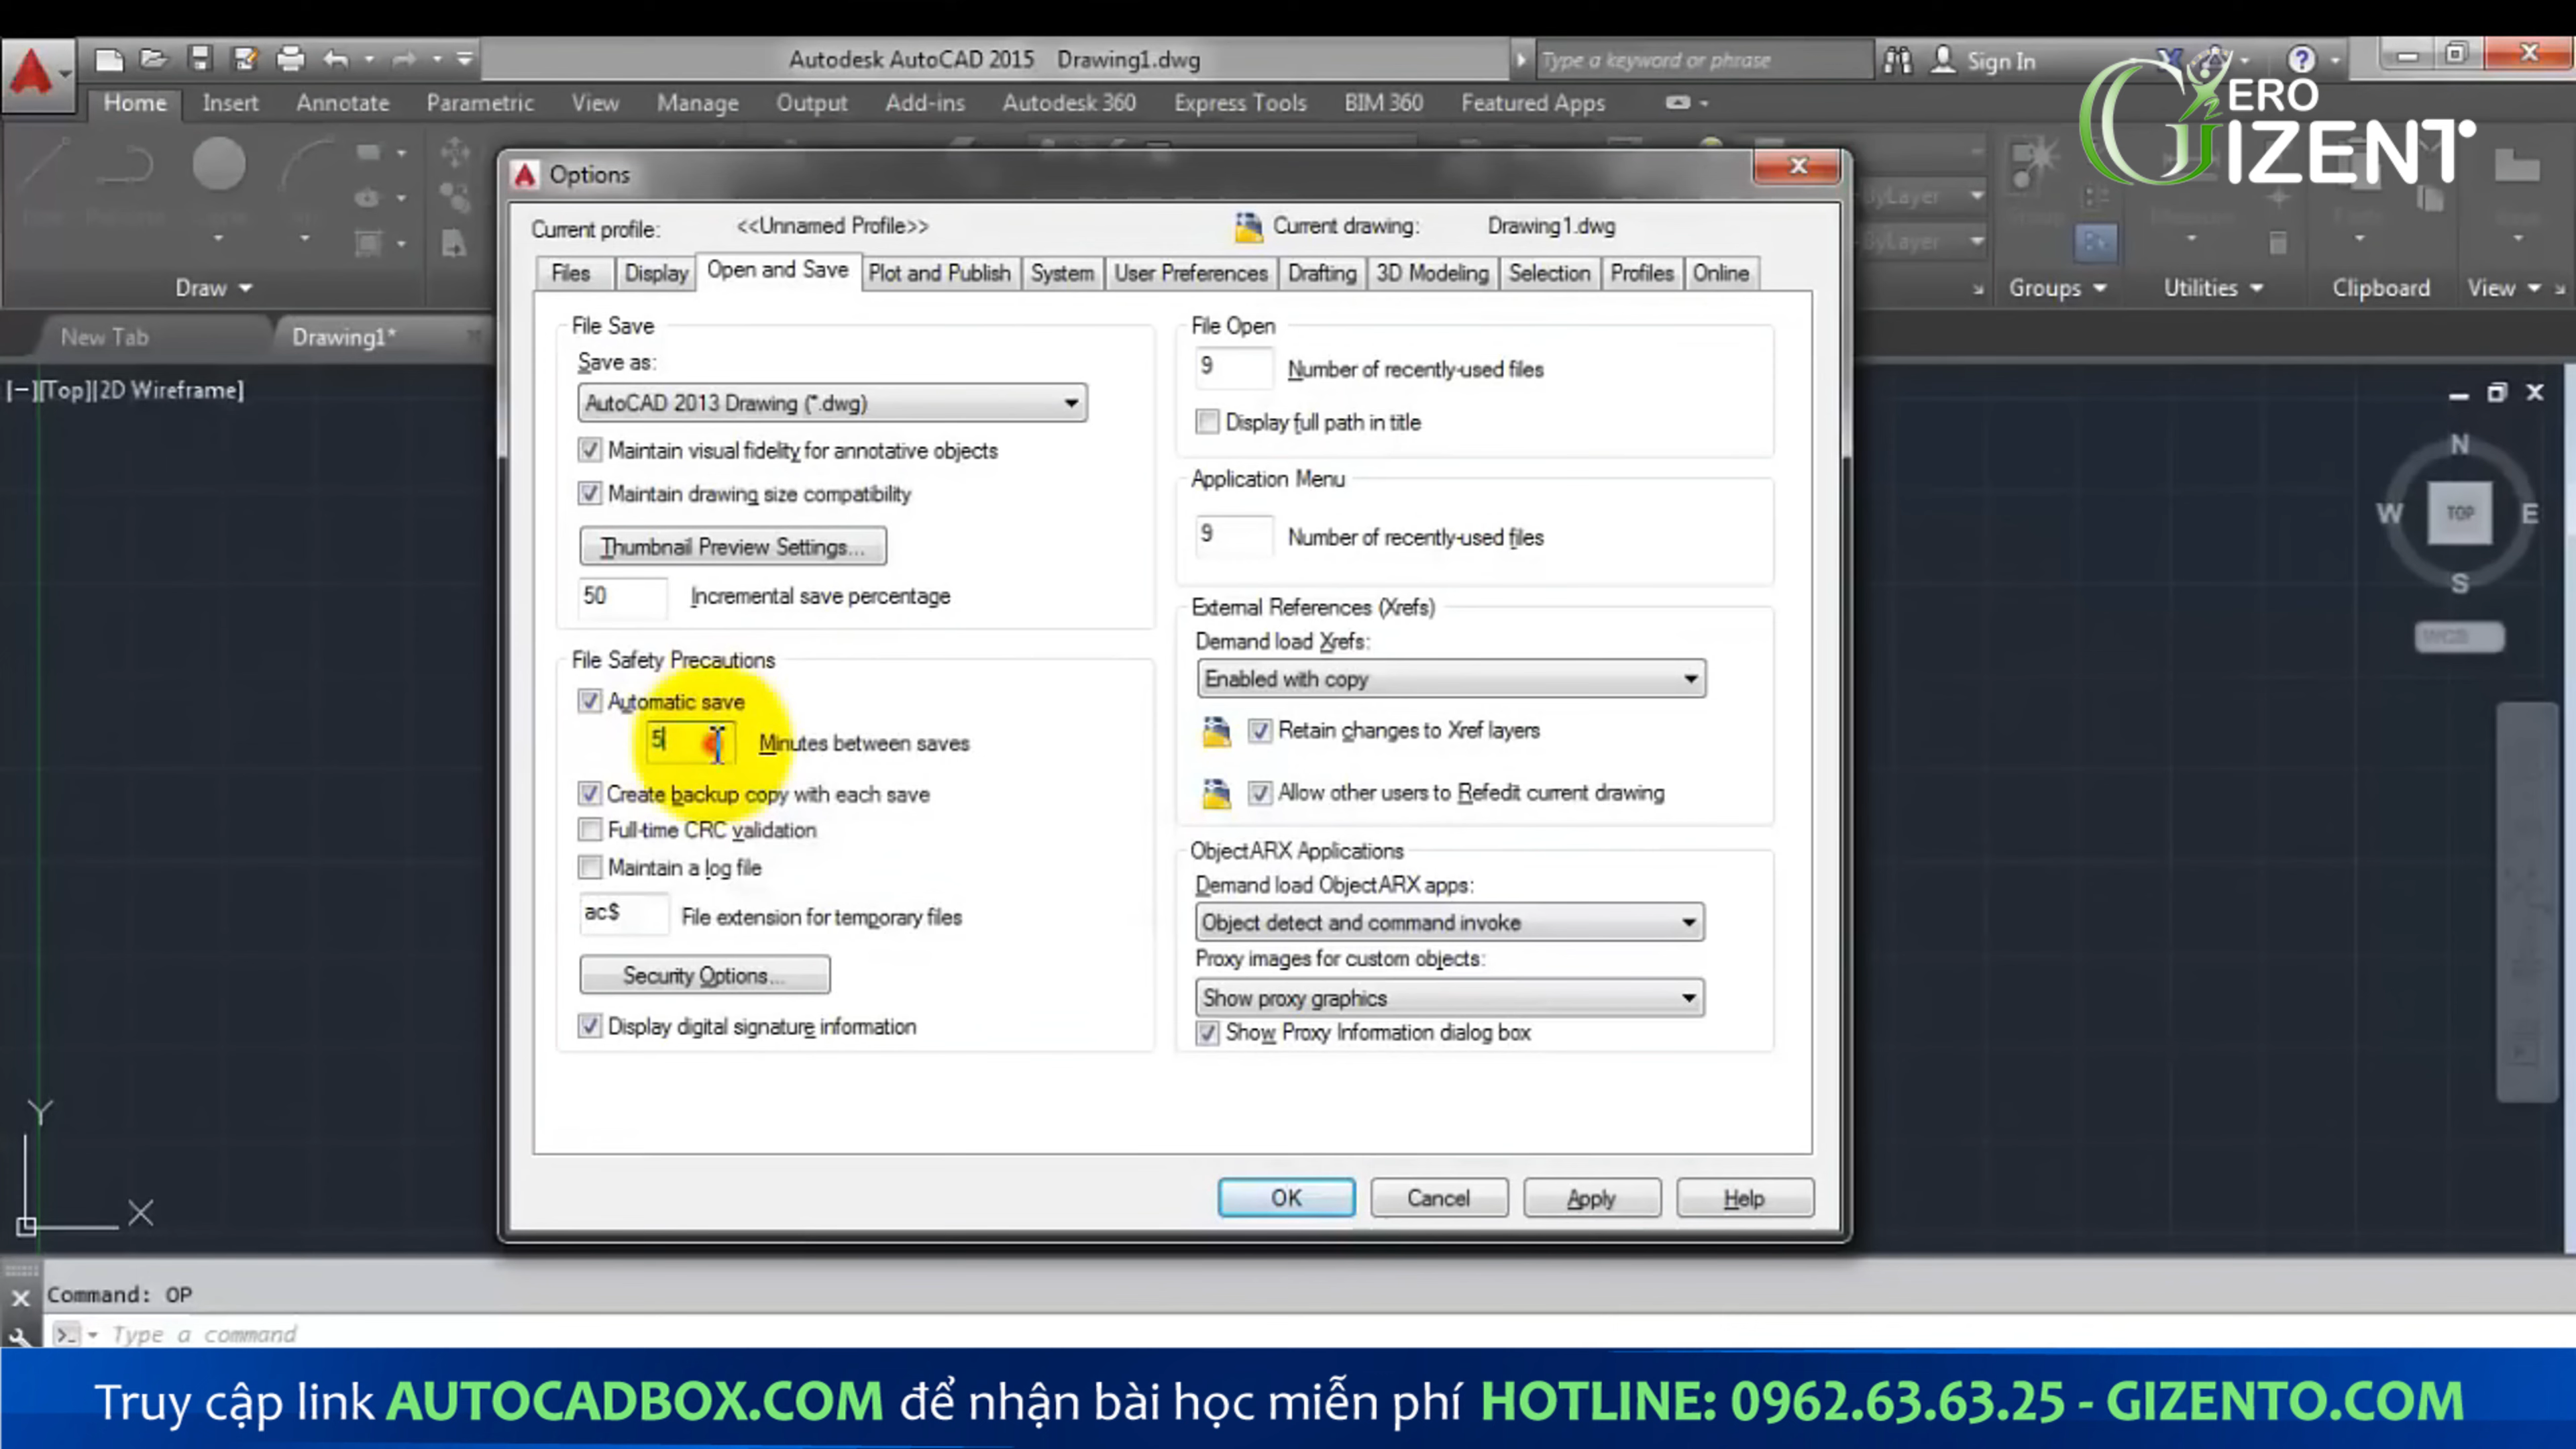 Autodesk AutoCAD 2015 Drawing1.dwg
Type a keyword or phrase
Sign In
ZERO
GIZENTO
Home Insert Annotate Parametric View Manage Output Add-ins Autodesk 360 Express Tools BIM 360 Featured Apps
ByLayer
ByLayer
Draw
Groups Utilities Clipboard View
New Tab Drawing1*
[−][Top][2D Wireframe]
Options
Current profile: <<Unnamed Profile>> Current drawing: Drawing1.dwg
Files Display Open and Save Plot and Publish System User Preferences Drafting 3D Modeling Selection Profiles Online
File Save
Save as:
AutoCAD 2013 Drawing (*.dwg)
Maintain visual fidelity for annotative objects
Maintain drawing size compatibility
Thumbnail Preview Settings...
50 Incremental save percentage
File Safety Precautions
Automatic save
5 Minutes between saves
Create backup copy with each save
Full-time CRC validation
Maintain a log file
ac$ File extension for temporary files
Security Options...
Display digital signature information
File Open
9 Number of recently-used files
Display full path in title
Application Menu
9 Number of recently-used files
External References (Xrefs)
Demand load Xrefs:
Enabled with copy
Retain changes to Xref layers
Allow other users to Refedit current drawing
ObjectARX Applications
Demand load ObjectARX apps:
Object detect and command invoke
Proxy images for custom objects:
Show proxy graphics
Show Proxy Information dialog box
OK Cancel Apply Help
N
W TOP E
S
WCS
Y
X
Command: OP
Type a command
Truy cập link AUTOCADBOX.COM để nhận bài học miễn phí HOTLINE: 0962.63.63.25 - GIZENTO.COM